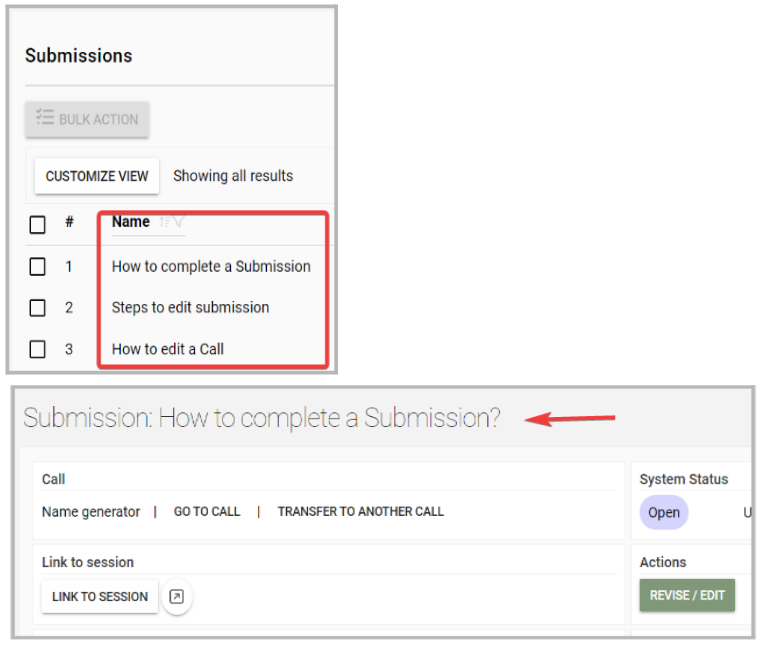 Submissions
BULK ACTION
CUSTOMIZE VIEW Showing all results
# Name
1 How to complete a Submission
2 Steps to edit submission
3 How to edit a Call
Submission: How to complete a Submission?
Call System Status
Name generator | GO TO CALL | TRANSFER TO ANOTHER CALL Open U
Link to session Actions
LINK TO SESSION REVISE / EDIT